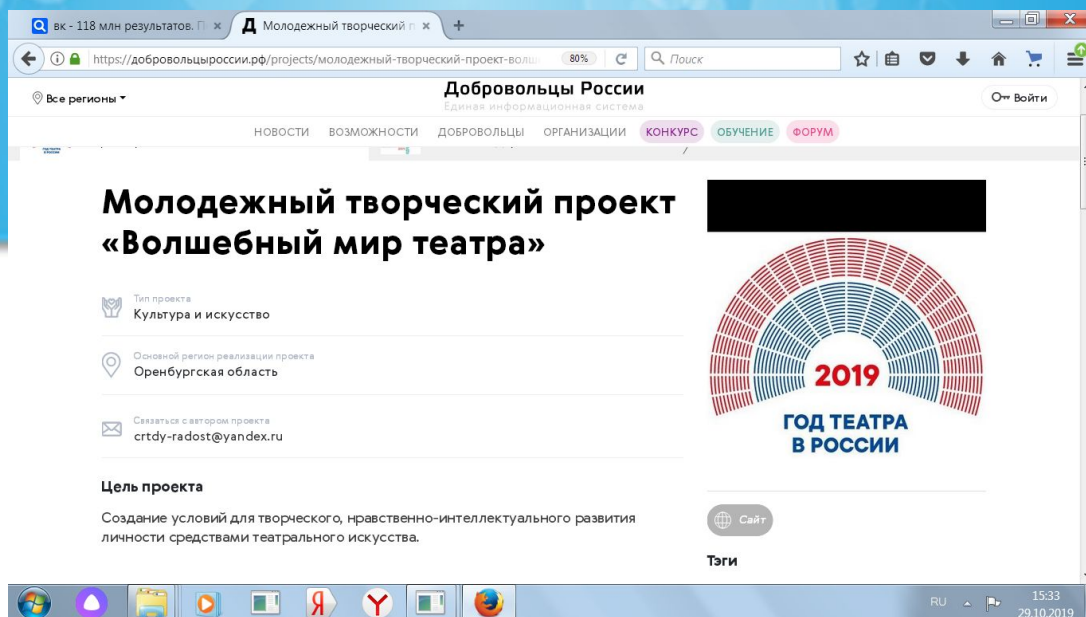 вк - 118 млн результатов. П
Молодежный творческий п
https://добровольцыроссии.рф/projects/молодежный-творческий-проект-волш
80%
Поиск
Все регионы
Добровольцы России
Единая информационная система
Войти
НОВОСТИ ВОЗМОЖНОСТИ ДОБРОВОЛЬЦЫ ОРГАНИЗАЦИИ КОНКУРС ОБУЧЕНИЕ ФОРУМ
Молодежный творческий проект
«Волшебный мир театра»
Тип проекта
Культура и искусство
Основной регион реализации проекта
Оренбургская область
Связаться с автором проекта
crtdy-radost@yandex.ru
Цель проекта
Создание условий для творческого, нравственно-интеллектуального развития
личности средствами театрального искусства.
2019
ГОД ТЕАТРА
В РОССИИ
Сайт
Тэги
RU
15:33
29.10.2019